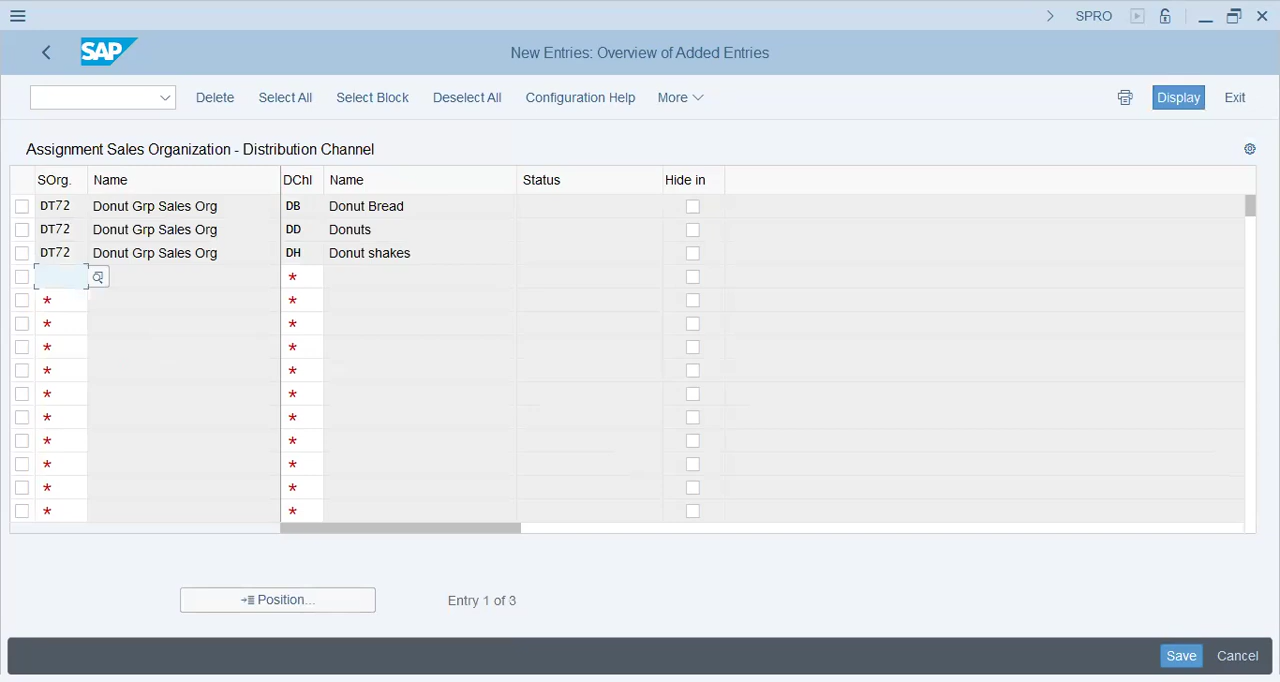 SPRO
SAP New Entries: Overview of Added Entries
Delete Select All Select Block Deselect All Configuration Help More Display Exit
Assignment Sales Organization - Distribution Channel
SOrg. Name DChl Name Status Hide in
DT72 Donut Grp Sales Org DB Donut Bread
DT72 Donut Grp Sales Org DD Donuts
DT72 Donut Grp Sales Org DH Donut shakes
*
* *
* *
* *
* *
* *
* *
* *
* *
* *
* *
Position... Entry 1 of 3
Save Cancel